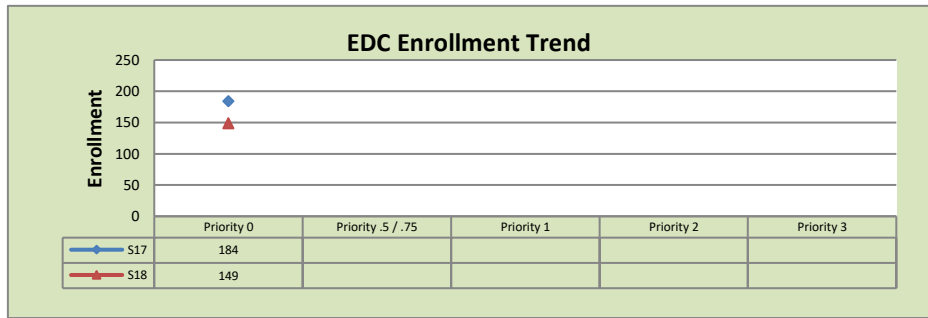 EDC Enrollment Trend
250
200
150
100
50
0
Enrollment
Priority 0 Priority .5 / .75 Priority 1 Priority 2 Priority 3
S17 184
S18 149